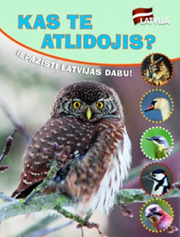 LATVIJA
KAS TE
ATLIDOJIS?
IEPAZĪSTI LATVIJAS DABU!